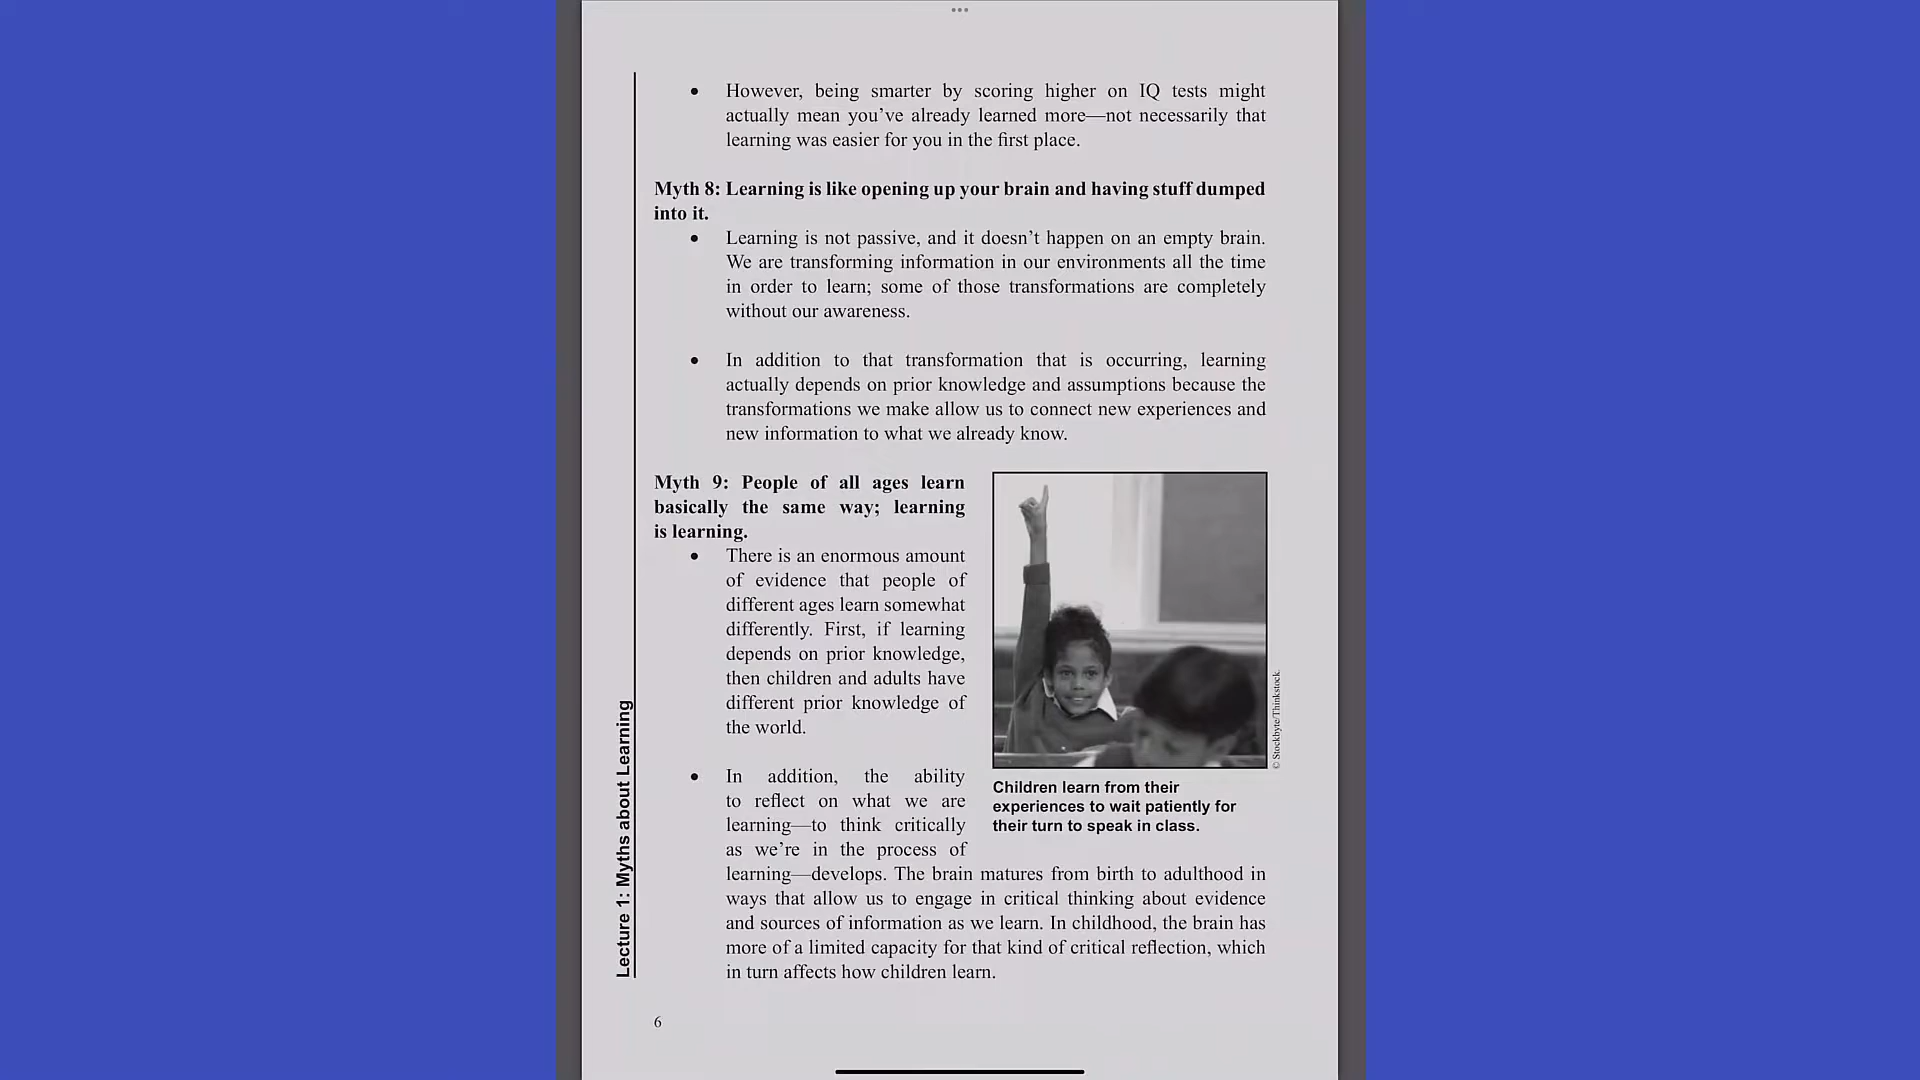 • However, being smarter by scoring higher on IQ tests might
actually mean you’ve already learned more—not necessarily that
learning was easier for you in the first place.
Myth 8: Learning is like opening up your brain and having stuff dumped
into it.
• Learning is not passive, and it doesn’t happen on an empty brain.
We are transforming information in our environments all the time
in order to learn; some of those transformations are completely
without our awareness.
• In addition to that transformation that is occurring, learning
actually depends on prior knowledge and assumptions because the
transformations we make allow us to connect new experiences and
new information to what we already know.
Myth 9: People of all ages learn
basically the same way; learning
is learning.
• There is an enormous amount
of evidence that people of
different ages learn somewhat
differently. First, if learning
depends on prior knowledge,
then children and adults have
different prior knowledge of
the world.
• In addition, the ability
to reflect on what we are
learning—to think critically
as we’re in the process of
learning—develops. The brain matures from birth to adulthood in
ways that allow us to engage in critical thinking about evidence
and sources of information as we learn. In childhood, the brain has
more of a limited capacity for that kind of critical reflection, which
in turn affects how children learn.
© Stockbyte/Thinkstock.
Children learn from their
experiences to wait patiently for
their turn to speak in class.
Lecture 1: Myths about Learning
6